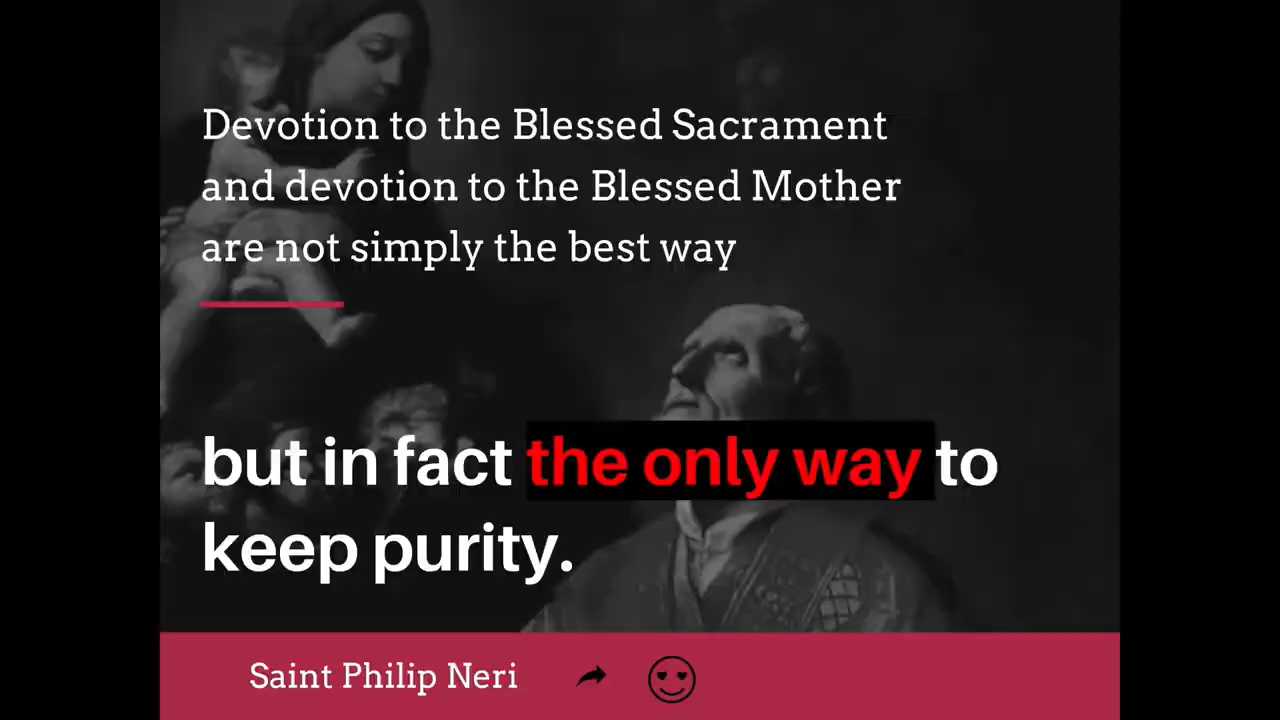 Devotion to the Blessed Sacrament
and devotion to the Blessed Mother
are not simply the best way
but in fact the only way to
keep purity.
Saint Philip Neri